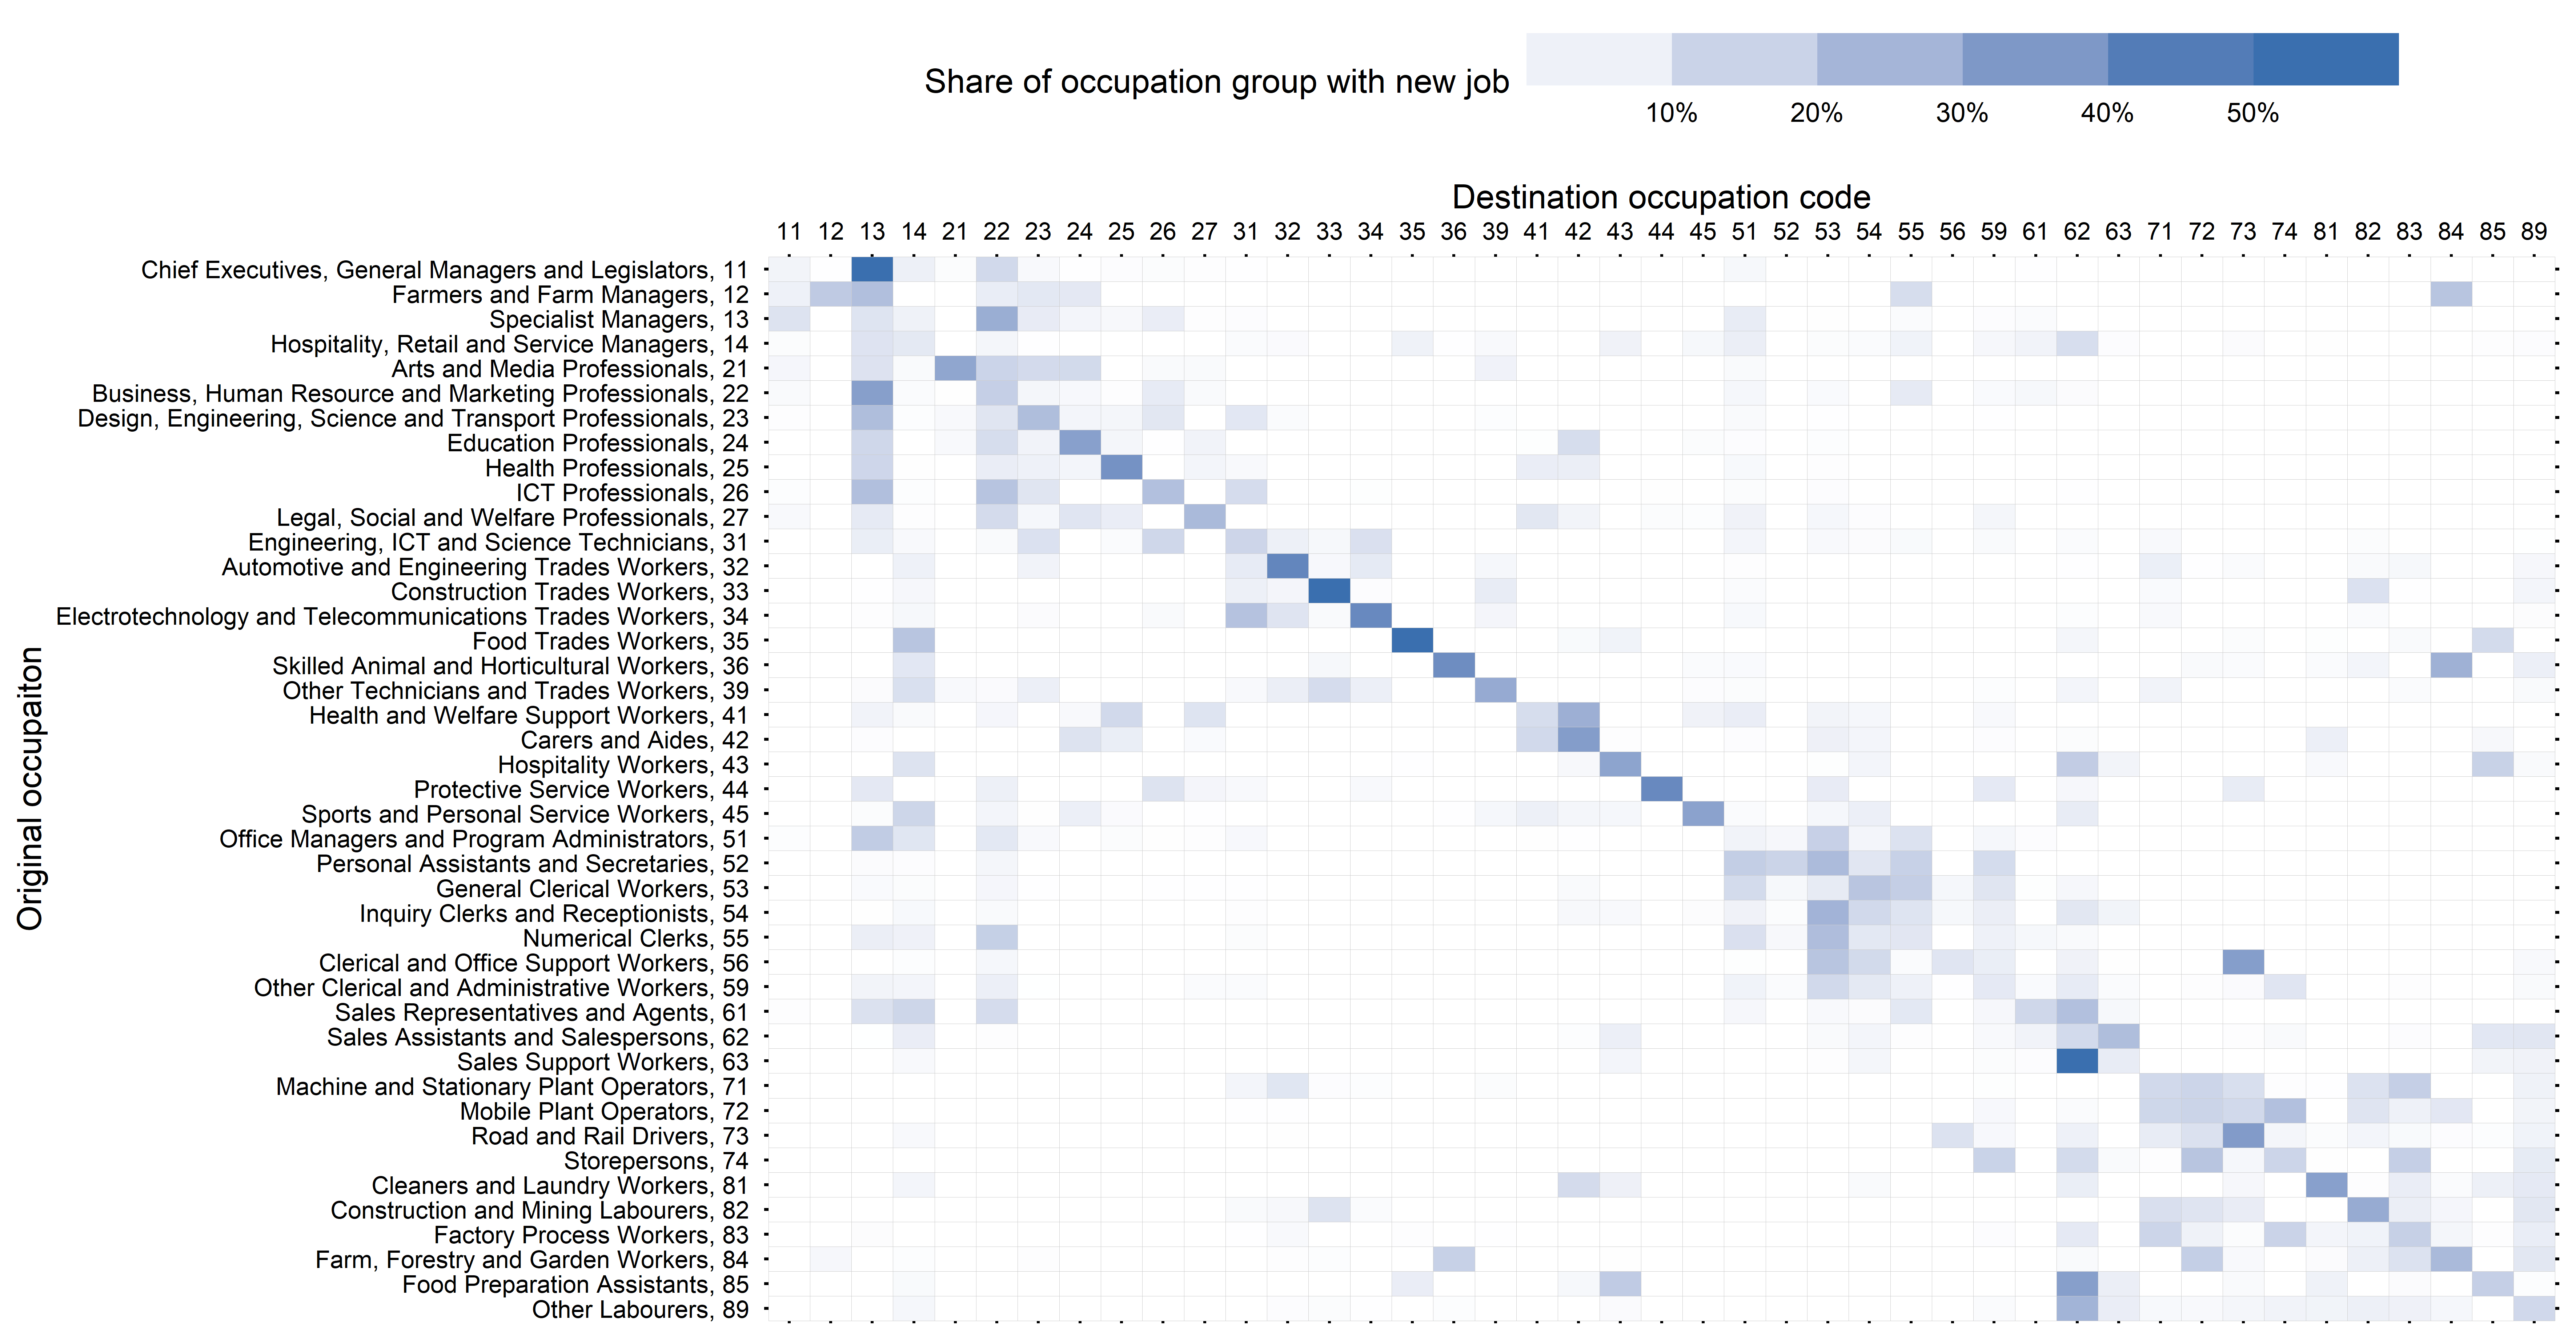 Share of occupation group with new job
10% 20% 30% 40% 50%
Destination occupation code
11 12 13 14 21 22 23 24 25 26 27 31 32 33 34 35 36 39 41 42 43 44 45 51 52 53 54 55 56 59 61 62 63 71 72 73 74 81 82 83 84 85 89
Original occupaiton
Chief Executives, General Managers and Legislators, 11
Farmers and Farm Managers, 12
Specialist Managers, 13
Hospitality, Retail and Service Managers, 14
Arts and Media Professionals, 21
Business, Human Resource and Marketing Professionals, 22
Design, Engineering, Science and Transport Professionals, 23
Education Professionals, 24
Health Professionals, 25
ICT Professionals, 26
Legal, Social and Welfare Professionals, 27
Engineering, ICT and Science Technicians, 31
Automotive and Engineering Trades Workers, 32
Construction Trades Workers, 33
Electrotechnology and Telecommunications Trades Workers, 34
Food Trades Workers, 35
Skilled Animal and Horticultural Workers, 36
Other Technicians and Trades Workers, 39
Health and Welfare Support Workers, 41
Carers and Aides, 42
Hospitality Workers, 43
Protective Service Workers, 44
Sports and Personal Service Workers, 45
Office Managers and Program Administrators, 51
Personal Assistants and Secretaries, 52
General Clerical Workers, 53
Inquiry Clerks and Receptionists, 54
Numerical Clerks, 55
Clerical and Office Support Workers, 56
Other Clerical and Administrative Workers, 59
Sales Representatives and Agents, 61
Sales Assistants and Salespersons, 62
Sales Support Workers, 63
Machine and Stationary Plant Operators, 71
Mobile Plant Operators, 72
Road and Rail Drivers, 73
Storepersons, 74
Cleaners and Laundry Workers, 81
Construction and Mining Labourers, 82
Factory Process Workers, 83
Farm, Forestry and Garden Workers, 84
Food Preparation Assistants, 85
Other Labourers, 89